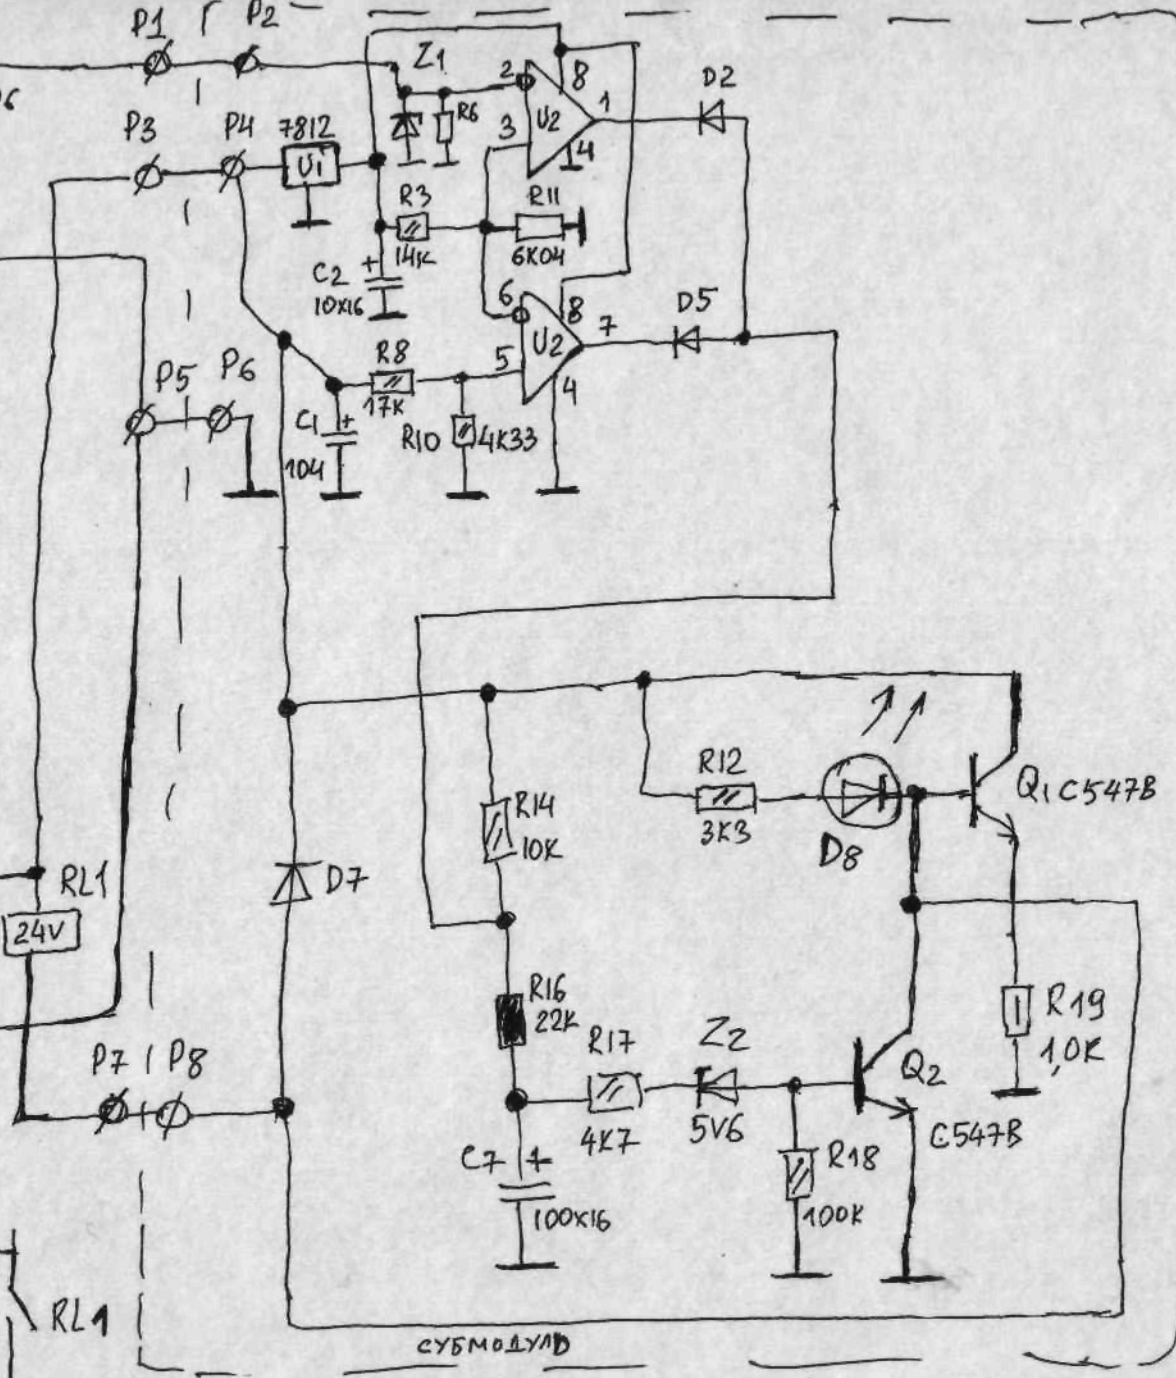 P1 P2
Z1
2 8
D2
P3 P4 7812
R6
3 U2 1
4
U1
R3 R11
14K 6K04
C2 +
10X16
6 8
D5
U2 7
P5 P6
R8 5
17K
4
C1 +
R10 4K33
104
R12
R14
3K3
10K
D8
Q1 C547B
RL1
D7
24V
R16
22K
R17
Z2
R19
1,0K
P7 P8
Q2
4K7
5V6
C547B
C7 +
R18
100X16
100K
RL1
СУБМОДУЛЬ